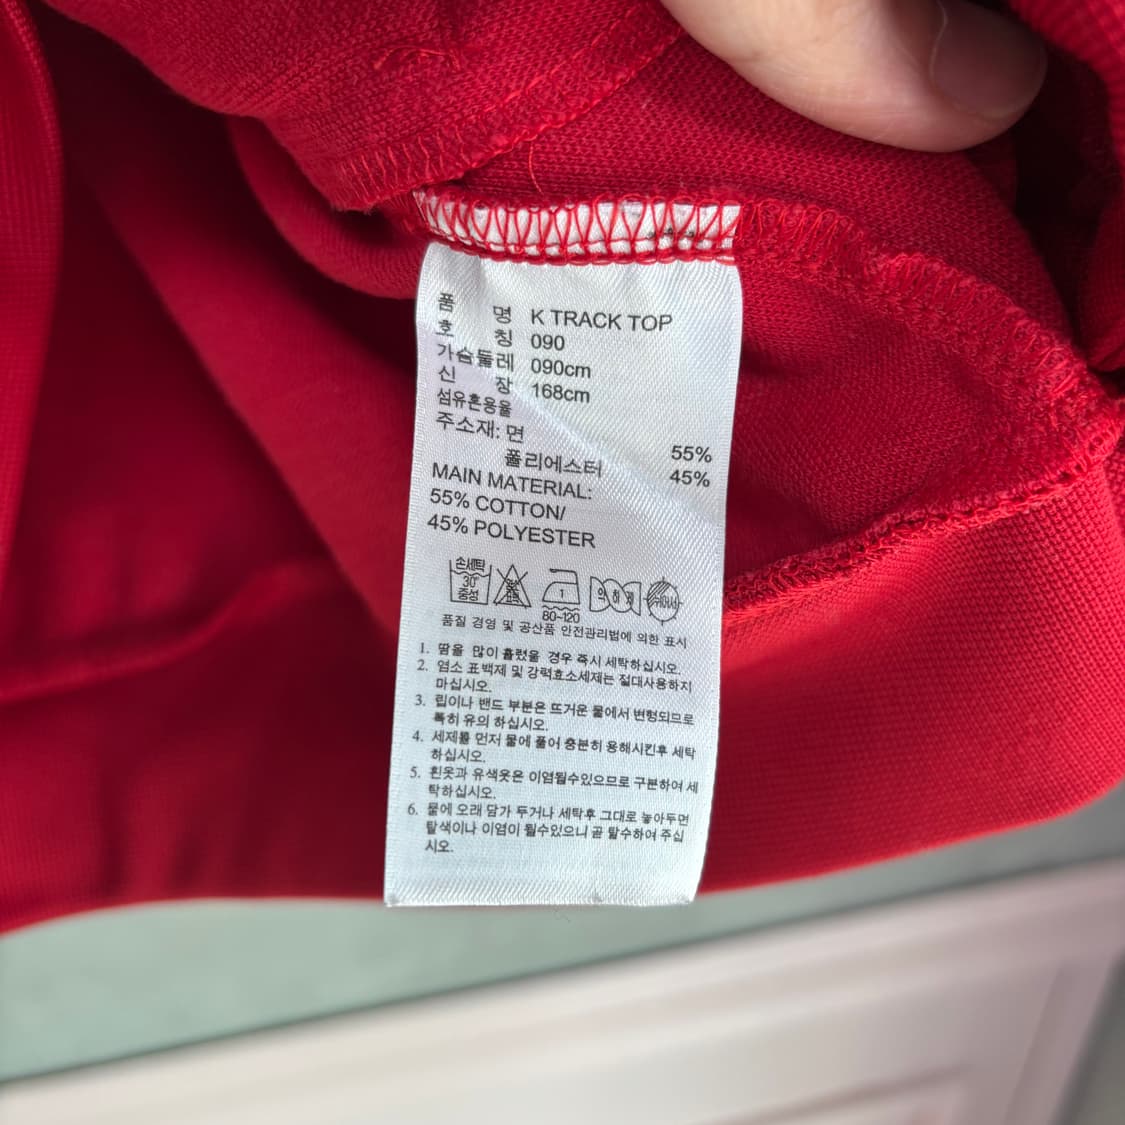 품 명 K TRACK TOP
호 칭 090
가슴둘레 090cm
신 장 168cm
섬유혼용율
주소재: 면 55%
폴리에스터 45%
MAIN MATERIAL:
55% COTTON/
45% POLYESTER
손세탁
30°
중성
80~120
품질 경영 및 공산품 안전관리법에 의한 표시
1. 땀을 많이 흘렸을 경우 즉시 세탁하십시오.
2. 염소 표백제 및 강력효소세제는 절대사용하지
마십시오.
3. 립이나 밴드 부분은 뜨거운 물에서 변형되므로
특히 유의 하십시오.
4. 세제를 먼저 물에 풀어 충분히 용해시킨후 세탁
하십시오.
5. 흰옷과 유색옷은 이염될수있으므로 구분하여 세
탁하십시오.
6. 물에 오래 담가 두거나 세탁후 그대로 놓아두면
탈색이나 이염이 될수있으니 곧 탈수하여 주십
시오.